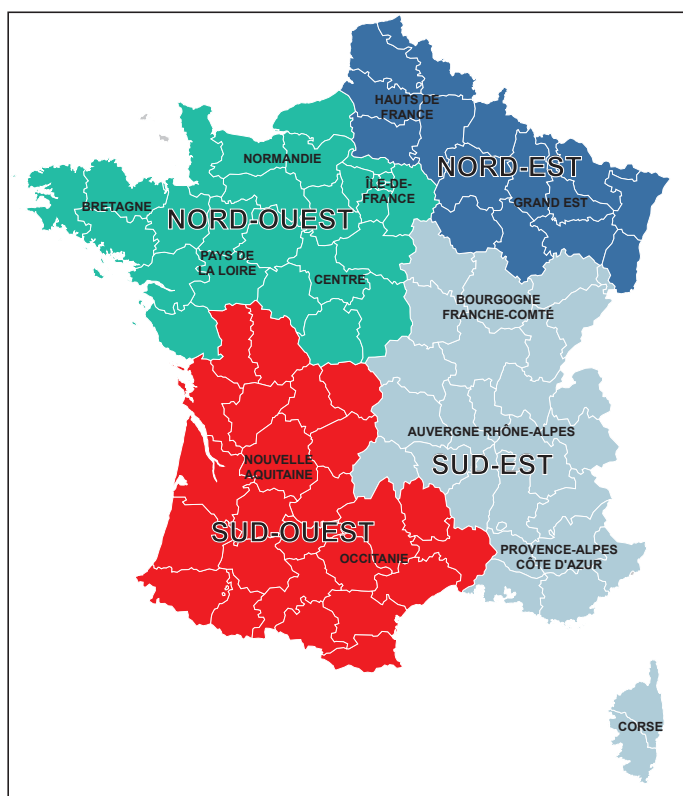 HAUTS DE
FRANCE
NORMANDIE
NORD-EST
ÎLE-DE-
FRANCE
BRETAGNE
GRAND EST
NORD-OUEST
PAYS DE
LA LOIRE
CENTRE
BOURGOGNE
FRANCHE-COMTÉ
AUVERGNE RHÔNE-ALPES
NOUVELLE
AQUITAINE
SUD-EST
SUD-OUEST
OCCITANIE
PROVENCE-ALPES
CÔTE D'AZUR
CORSE